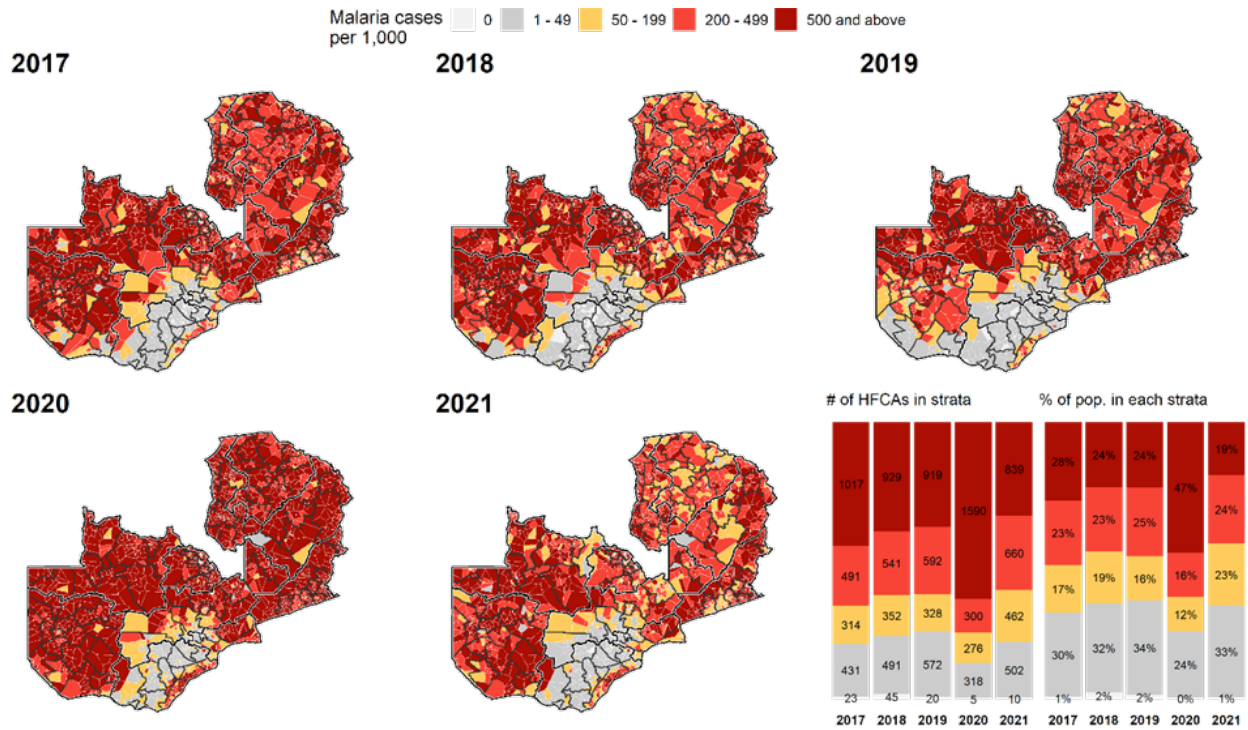 Malaria cases
per 1,000
0
1 - 49
50 - 199
200 - 499
500 and above
2017
2018
2019
2020
2021
# of HFCAs in strata
% of pop. in each strata
1017 929 919 1590 839
491 541 592 300 660
314 352 328 276 462
431 491 572 318 502
23 45 20 5 10
2017 2018 2019 2020 2021
28% 24% 24% 47% 19%
23% 23% 25% 16% 24%
17% 19% 16% 12% 23%
30% 32% 34% 24% 33%
1% 2% 2% 0% 1%
2017 2018 2019 2020 2021